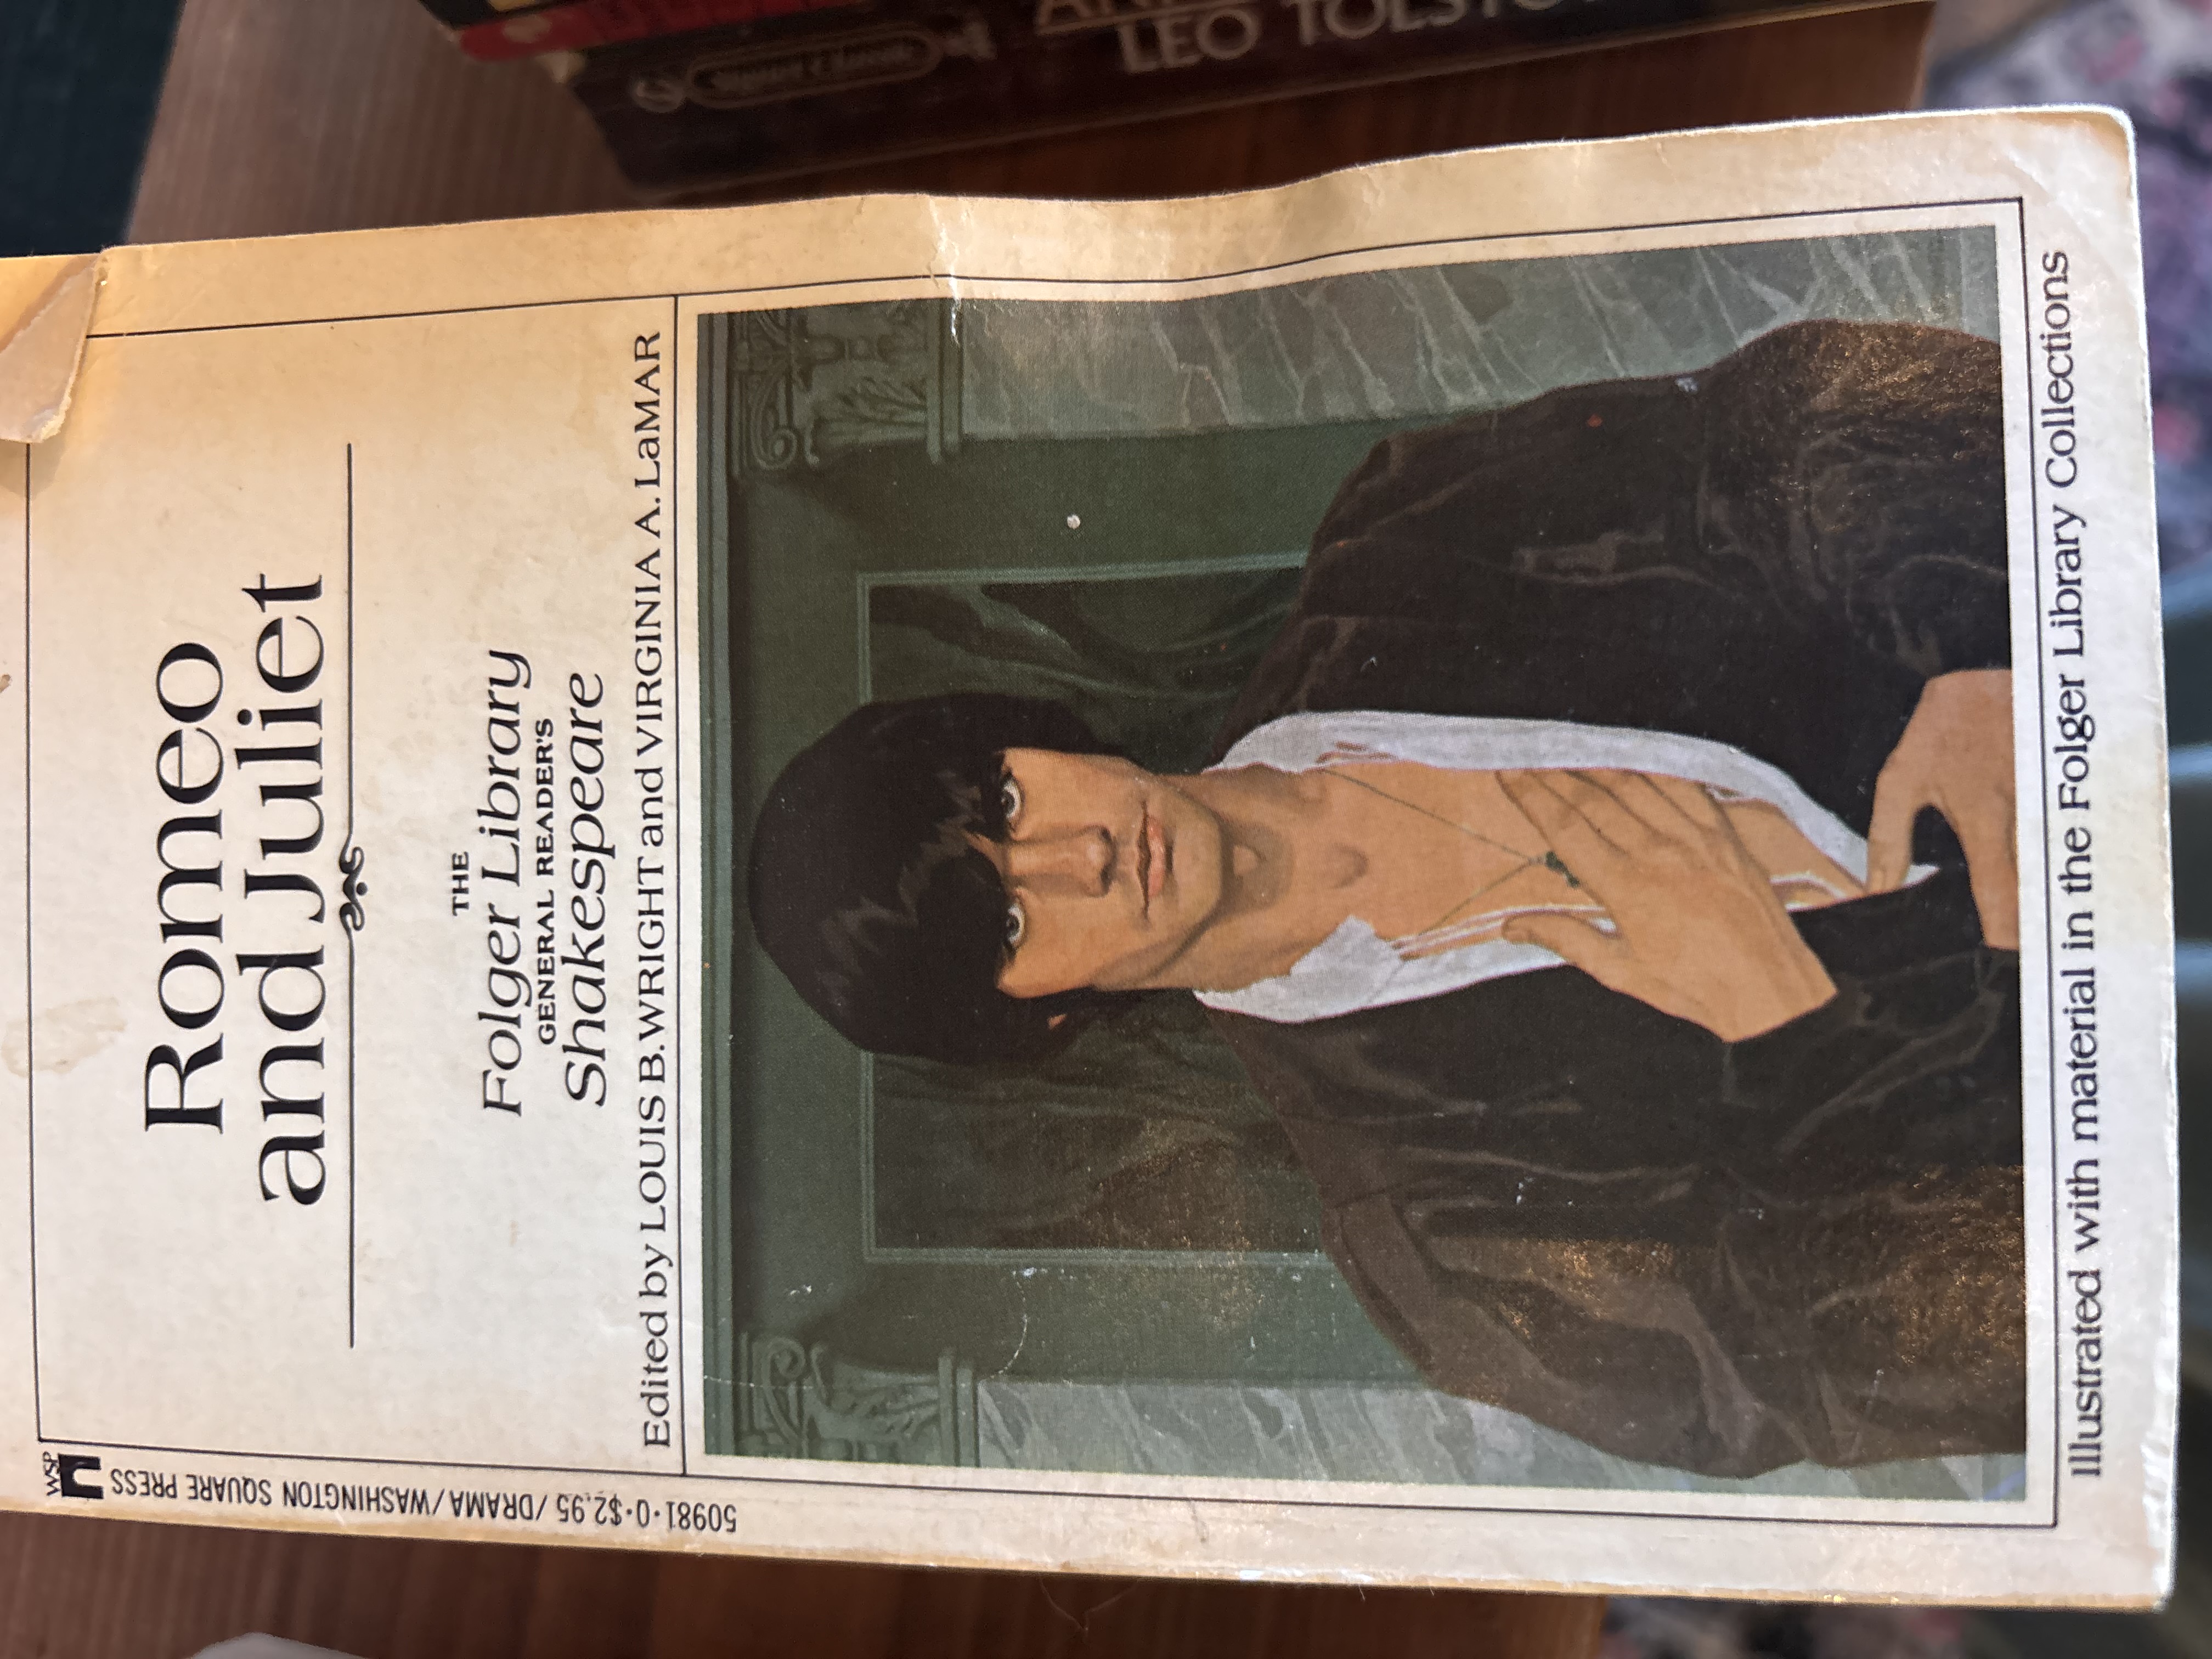 LEO
Romeo
and Juliet
THE
Folger Library
GENERAL READER'S
Shakespeare
Edited by LOUIS B. WRIGHT and VIRGINIA A. LaMAR
Illustrated with material in the Folger Library Collections
WSP
50981·0·$2.95 / DRAMA / WASHINGTON SQUARE PRESS